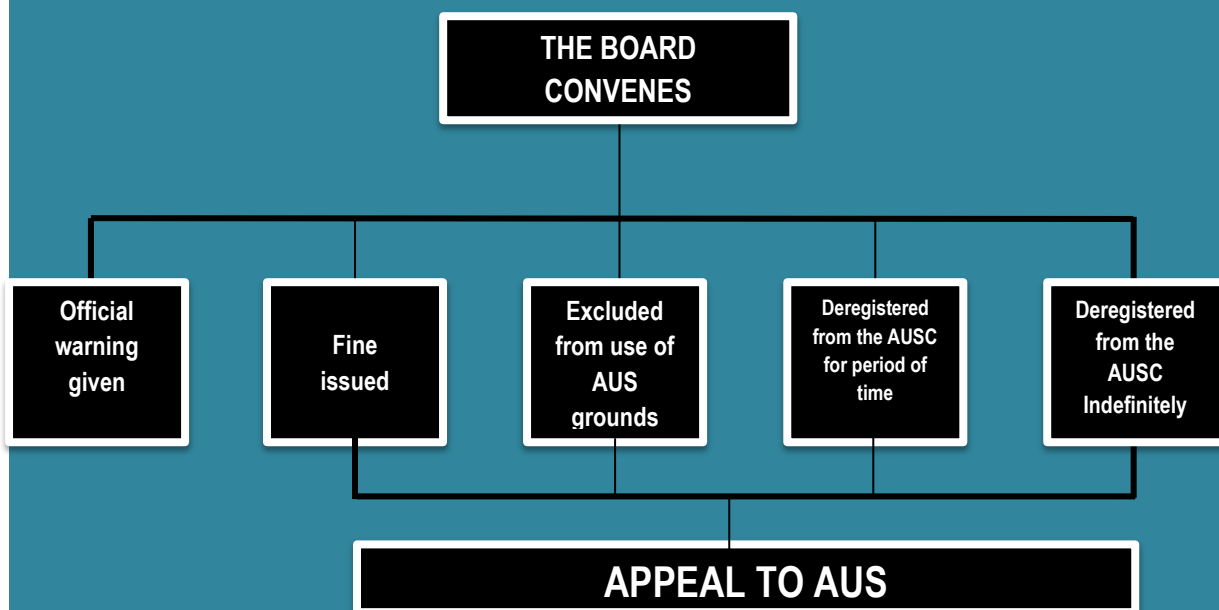 THE BOARD
CONVENES
Official
warning
given
Fine
issued
Excluded
from use of
AUS
grounds
Deregistered
from the AUSC
for period of
time
Deregistered
from the
AUSC
Indefinitely
APPEAL TO AUS